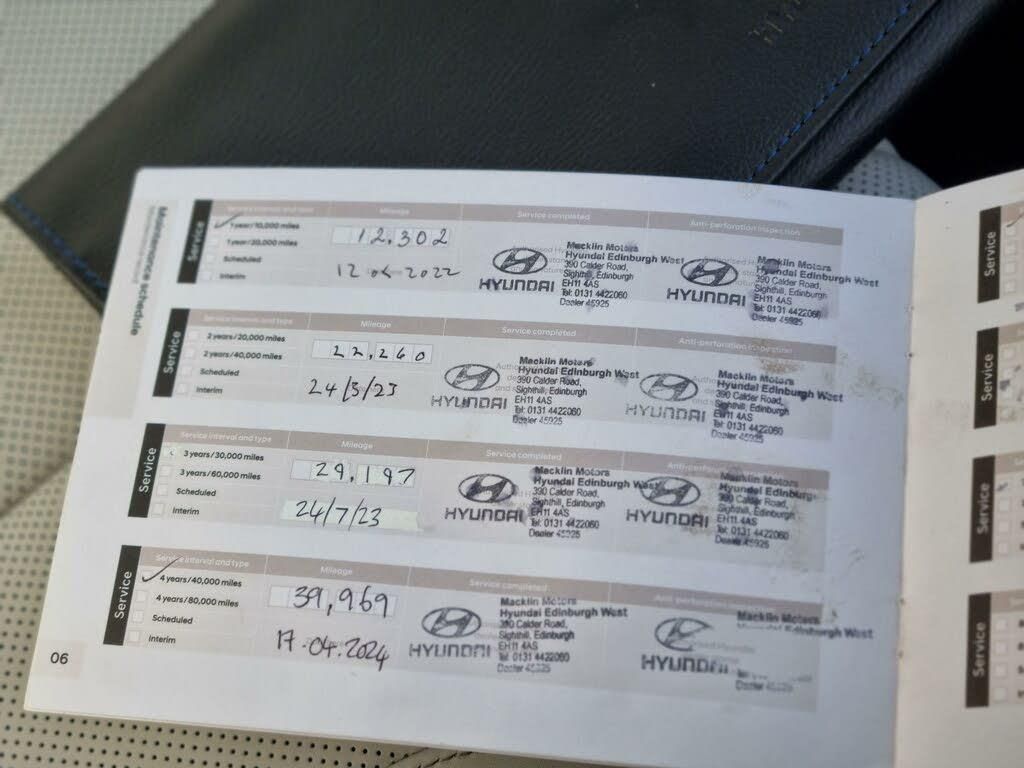 Maintenance schedule
Service
Service interval and type
Mileage
Service completed
Anti-perforation inspection
1 year/10,000 miles
1 year/20,000 miles
Scheduled
Interim
12,302
12 04 2022
HYUNDAI
Macklin Motors
Hyundai Edinburgh West
390 Calder Road,
Sighthill, Edinburgh
EH11 4AS
Tel: 0131 4422060
Dealer 45925
HYUNDAI
Macklin Motors
Hyundai Edinburgh West
390 Calder Road,
Sighthill, Edinburgh
EH11 4AS
Tel: 0131 4422060
Dealer 45925
Service
Service interval and type
Mileage
Service completed
Anti-perforation inspection
2 years/20,000 miles
2 years/40,000 miles
Scheduled
Interim
22,260
24/3/23
HYUNDAI
Macklin Motors
Hyundai Edinburgh West
390 Calder Road,
Sighthill, Edinburgh
EH11 4AS
Tel: 0131 4422060
Dealer 45925
HYUNDAI
Macklin Motors
Hyundai Edinburgh West
390 Calder Road,
Sighthill, Edinburgh
EH11 4AS
Tel: 0131 4422060
Dealer 45925
Service
Service interval and type
Mileage
Service completed
3 years/30,000 miles
3 years/60,000 miles
Scheduled
Interim
29,197
24/7/23
HYUNDAI
Macklin Motors
Hyundai Edinburgh West
390 Calder Road,
Sighthill, Edinburgh
EH11 4AS
Tel: 0131 4422060
Dealer 45925
HYUNDAI
Macklin Motors
Hyundai Edinburgh
390 Calder Road,
Sighthill, Edinburgh
EH11 4AS
Tel: 0131 4422060
Dealer 45925
Service
Service interval and type
Mileage
Service completed
4 years/40,000 miles
4 years/80,000 miles
Scheduled
Interim
39,969
17.04.2024
HYUNDAI
Macklin Motors
Hyundai Edinburgh West
390 Calder Road,
Sighthill, Edinburgh
EH11 4AS
Tel: 0131 4422060
Dealer 45925
HYUNDAI
Macklin Motors
Hyundai Edinburgh West
Dealer
06
Service
Service
Service
Service